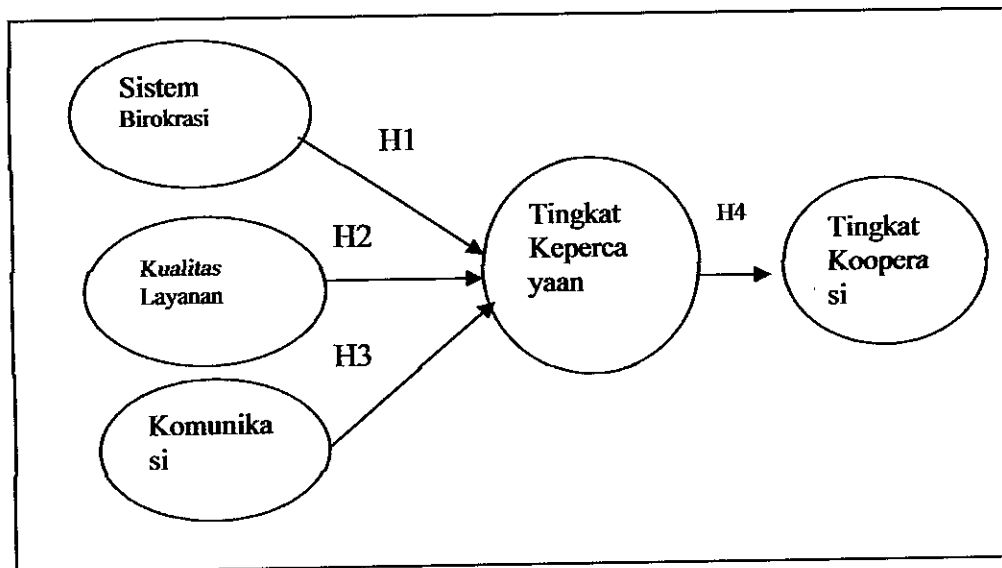 Sistem
Birokrasi
H1
Kualitas
Layanan
H2
Komunika
si
H3
Tingkat
Keperca
yaan
H4
Tingkat
Koopera
si